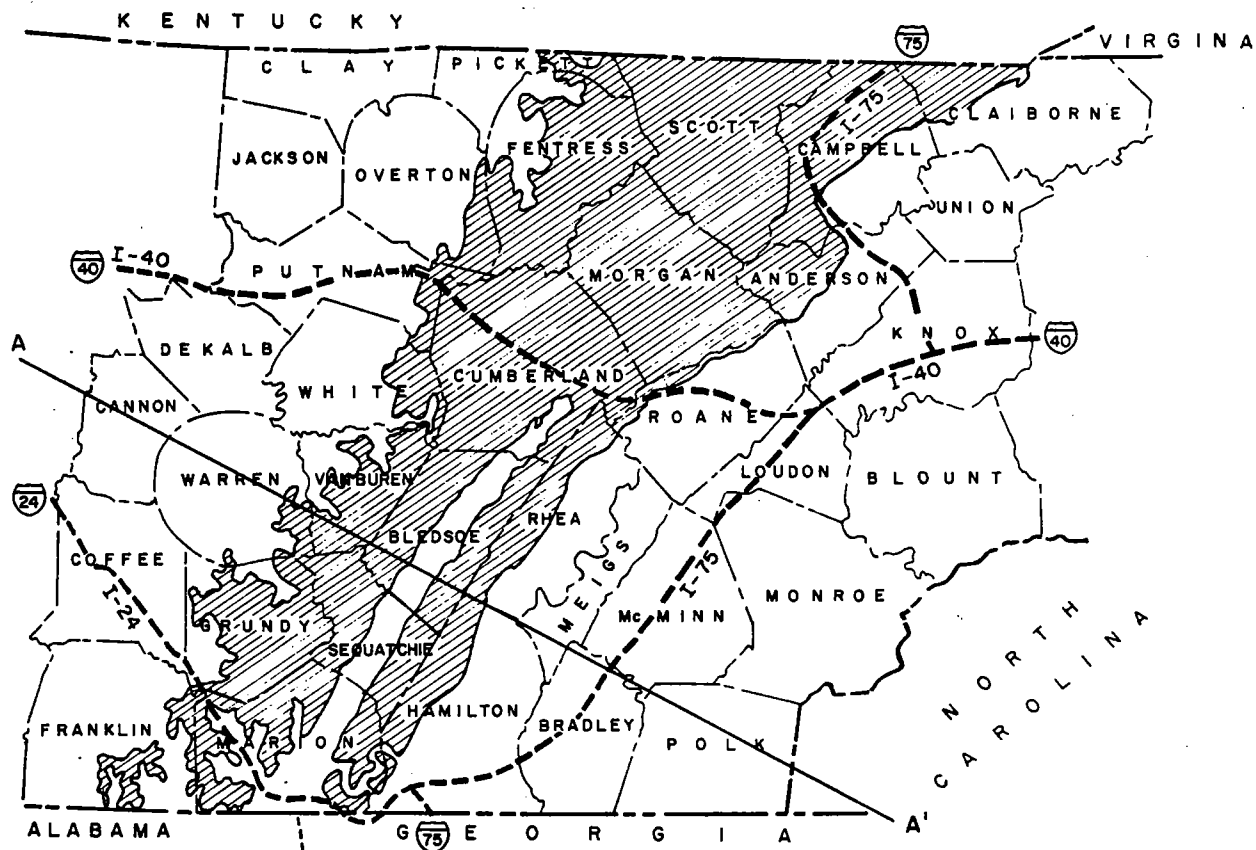 KENTUCKY
75
VIRGINA
CLAY
PICKETT
I-75
SCOTT
CLAIBORNE
FENTRESS
CAMPBELL
JACKSON
OVERTON
UNION
I-40
40
PUTNAM
MORGAN
ANDERSON
KNOX
40
A
DEKALB
I-40
WHITE
CUMBERLAND
CANNON
ROANE
WARREN
VAN BUREN
LOUDON
BLOUNT
24
RHEA
BLEDSOE
COFFEE
MEIGS
I-75
I-24
MONROE
McMINN
GRUNDY
SEQUATCHIE
NORTH
CAROLINA
HAMILTON
FRANKLIN
BRADLEY
MARION
POLK
ALABAMA
GEORGIA
75
A'